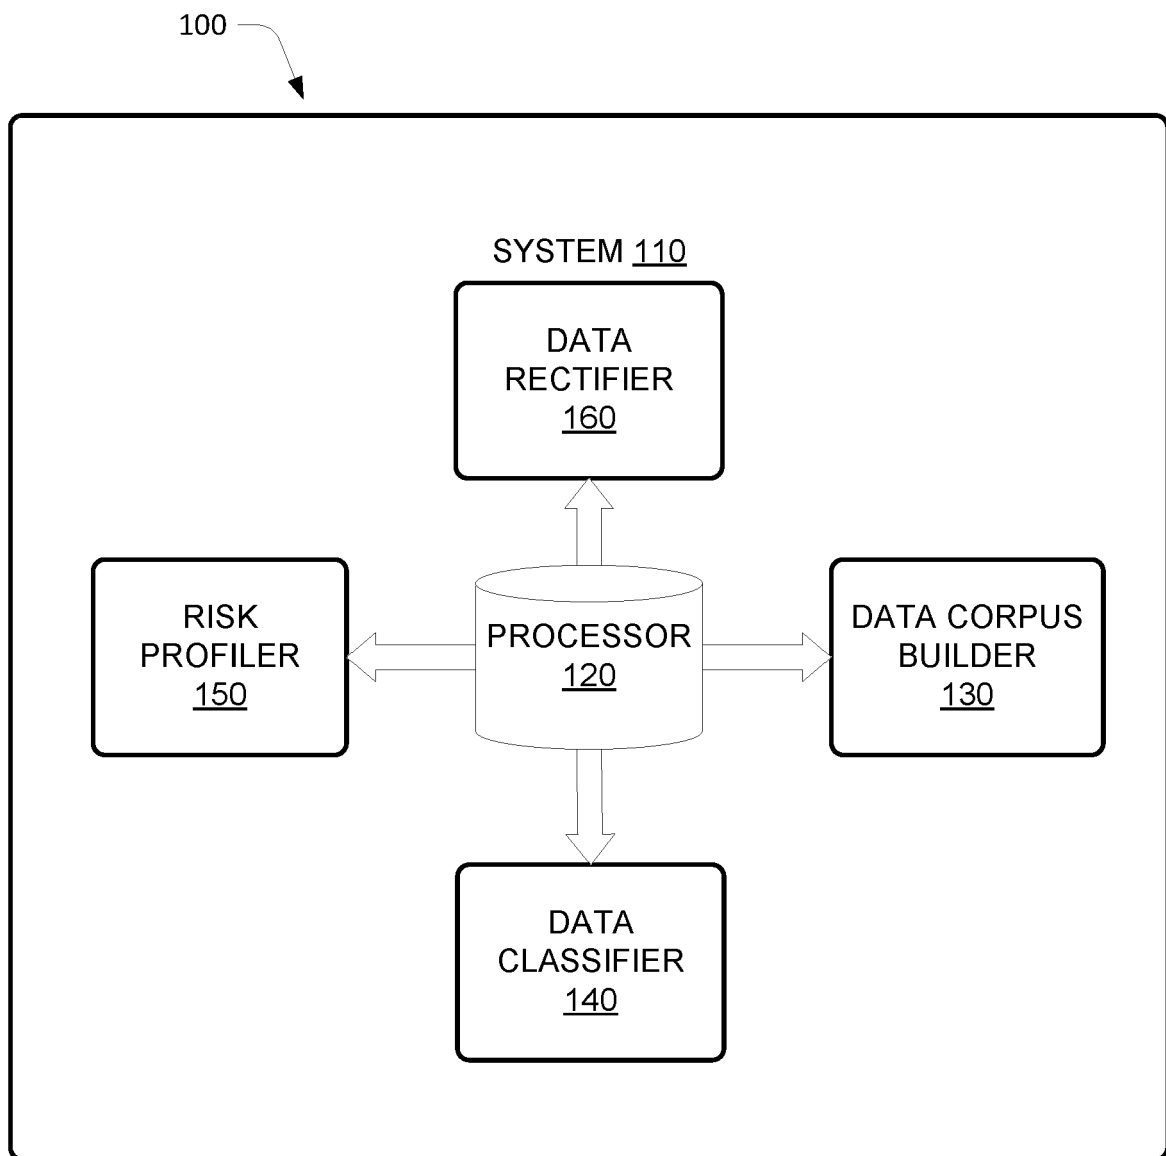 100
SYSTEM 110
DATA
RECTIFIER
160
RISK
PROFILER
150
PROCESSOR
120
DATA CORPUS
BUILDER
130
DATA
CLASSIFIER
140